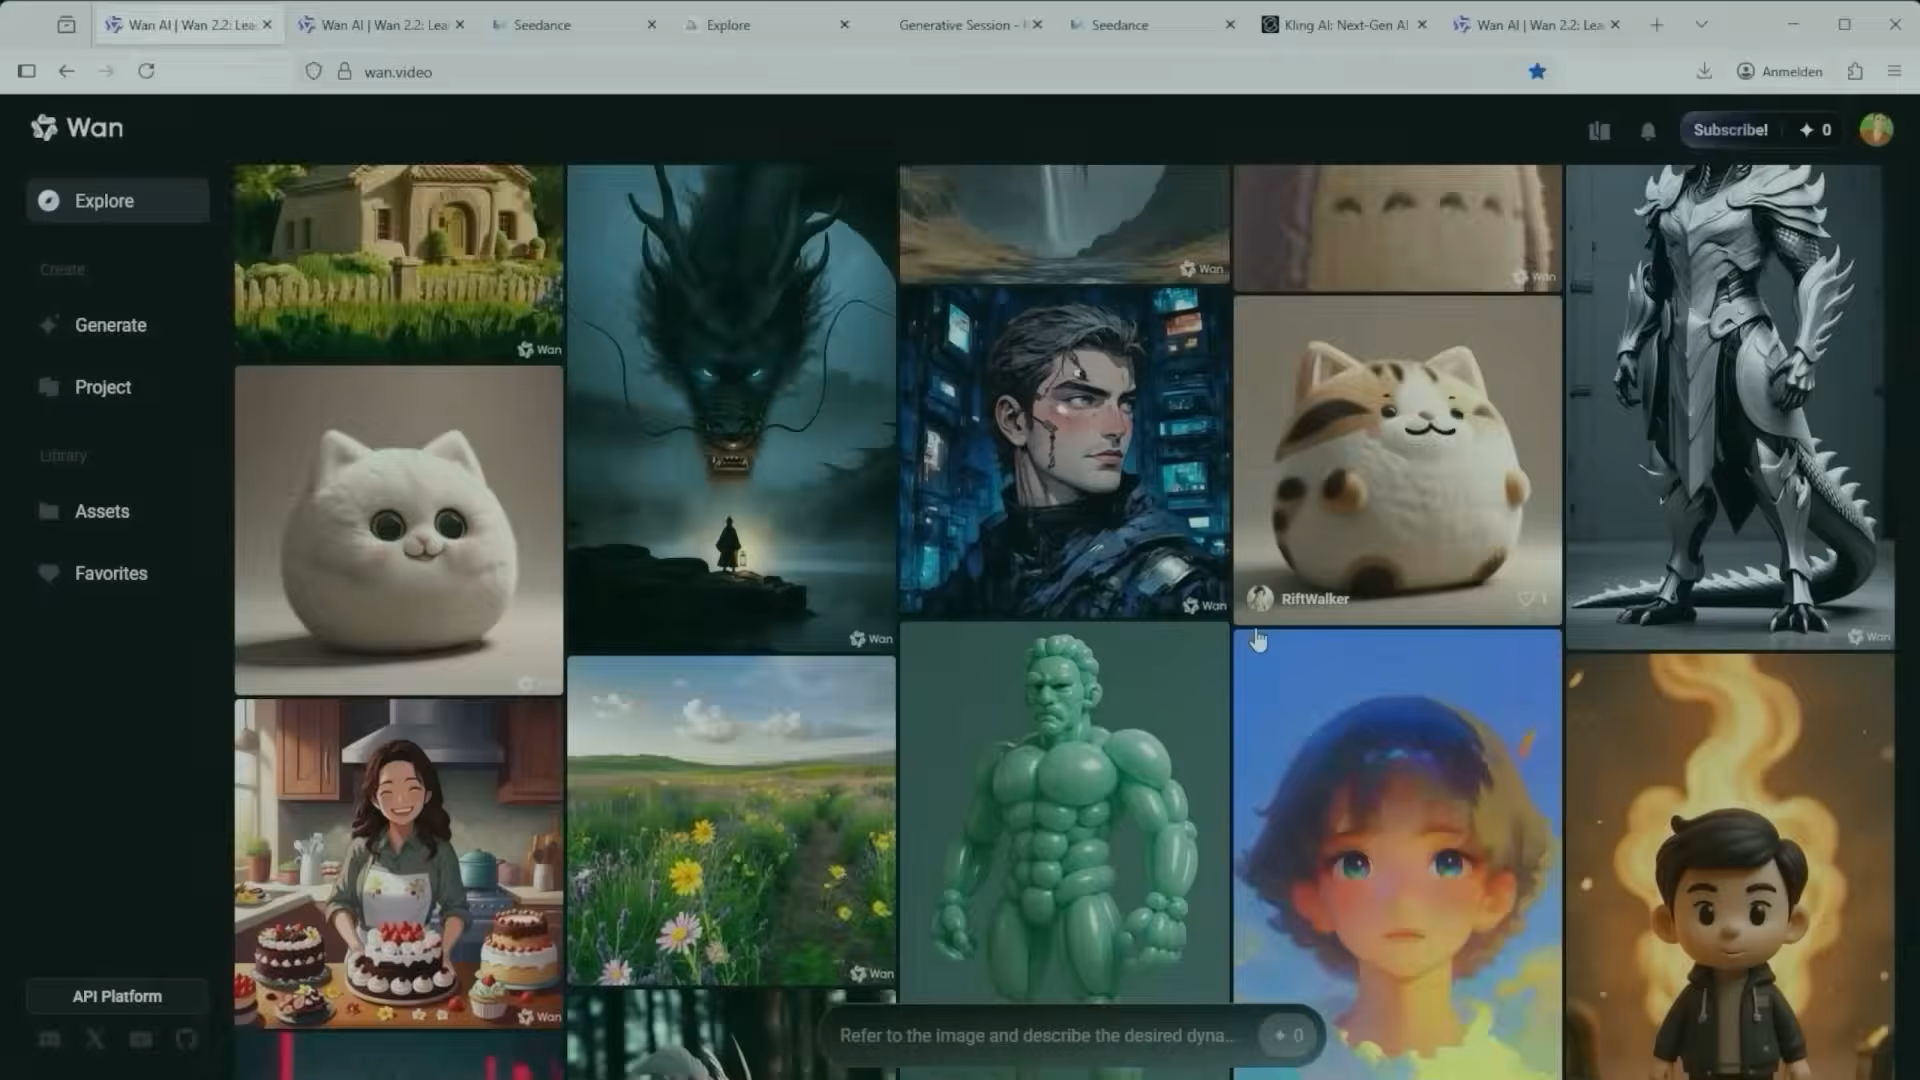 Wan AI | Wan 2.2: Lea
Wan AI | Wan 2.2: Lea
Seedance
Explore
Generative Session -
Seedance
Kling AI: Next-Gen AI
Wan AI | Wan 2.2: Lea
wan.video
Anmelden
Wan
Subscribe!
0
Explore
Create
Generate
Project
Library
Assets
Favorites
API Platform
Wan
Wan
Wan
Wan
Wan
Wan
RiftWalker
1
Wan
Wan
Refer to the image and describe the desired dyna...
0